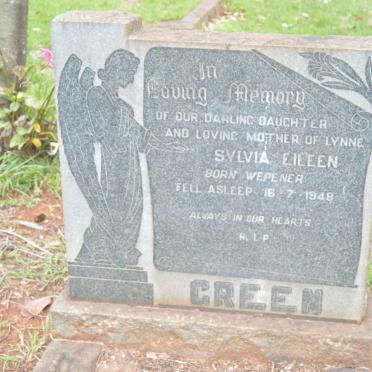 In
Loving Memory
OF OUR DARLING DAUGHTER
AND LOVING MOTHER OF LYNNE
SYLVIA EILEEN
BORN WEPENER
FELL ASLEEP 16-7-1948
ALWAYS IN OUR HEARTS
R.I.P.
GREEN